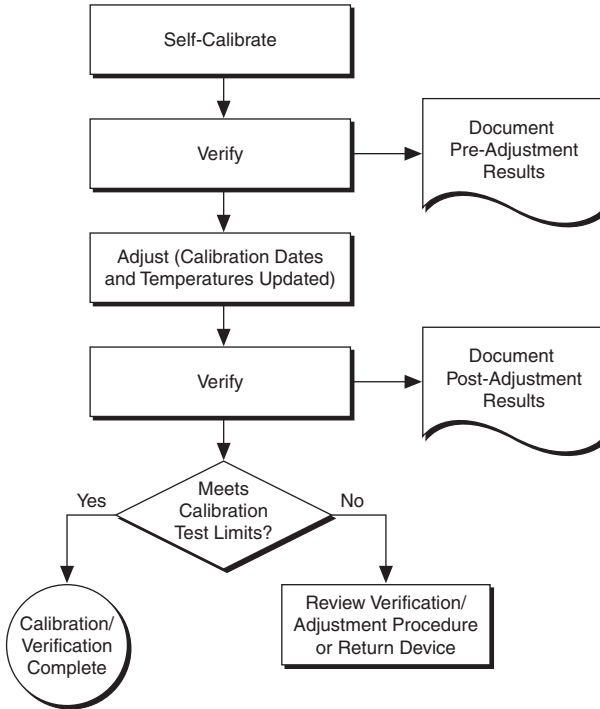 Self-Calibrate
Verify
Document
Pre-Adjustment
Results
Adjust (Calibration Dates
and Temperatures Updated)
Verify
Document
Post-Adjustment
Results
Yes
Meets
Calibration
Test Limits?
No
Calibration/
Verification
Complete
Review Verification/
Adjustment Procedure
or Return Device